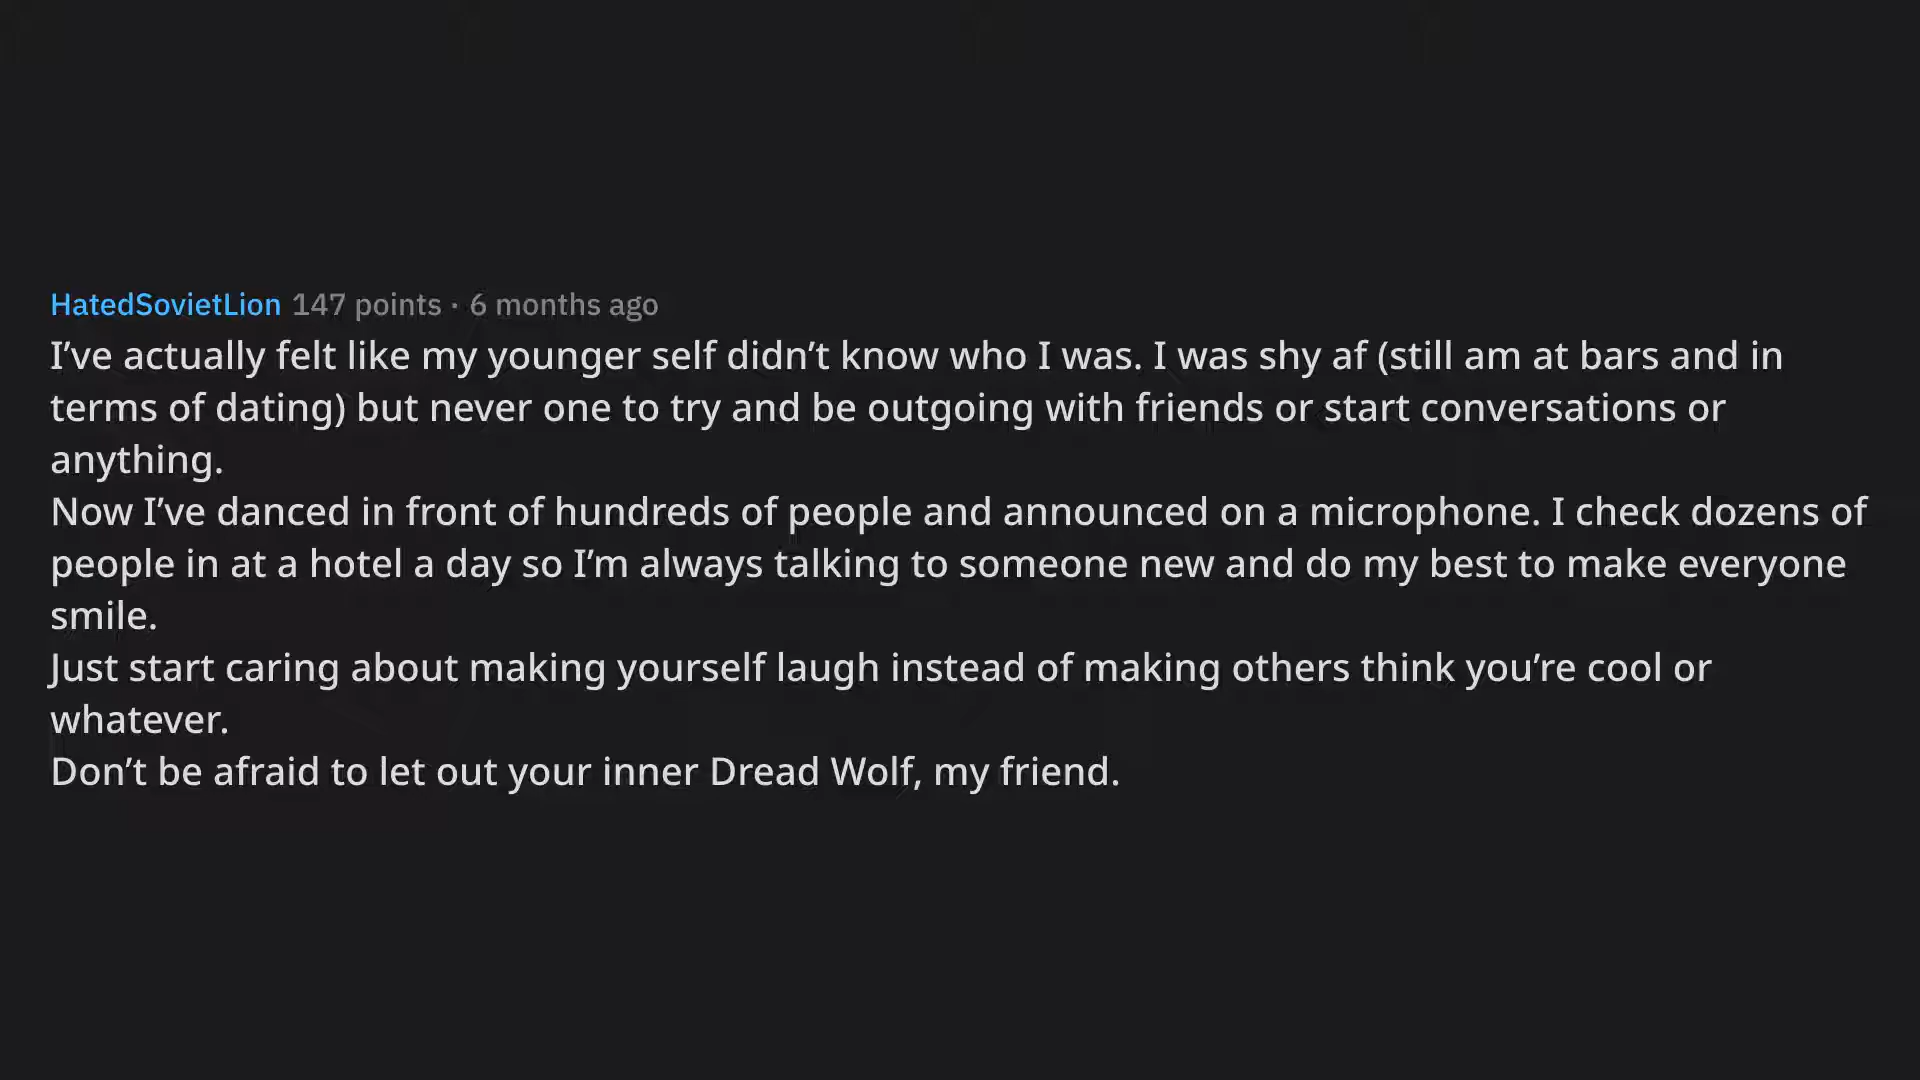 HatedSovietLion 147 points · 6 months ago
I’ve actually felt like my younger self didn’t know who I was. I was shy af (still am at bars and in
terms of dating) but never one to try and be outgoing with friends or start conversations or
anything.
Now I’ve danced in front of hundreds of people and announced on a microphone. I check dozens of
people in at a hotel a day so I’m always talking to someone new and do my best to make everyone
smile.
Just start caring about making yourself laugh instead of making others think you’re cool or
whatever.
Don’t be afraid to let out your inner Dread Wolf, my friend.